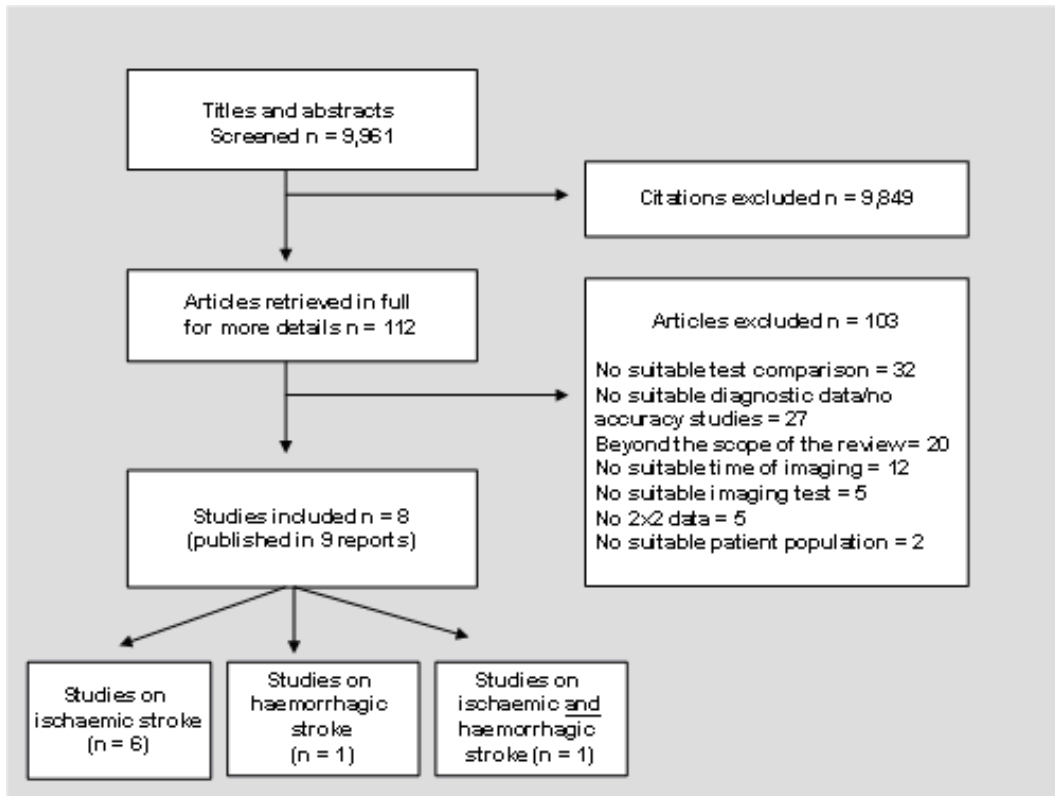 Titles and abstracts
Screened n = 9,961
Citations excluded n = 9,849
Articles retrieved in full
for more details n = 112
Articles excluded n = 103
No suitable test comparison = 32
No suitable diagnostic data/no
accuracy studies = 27
Beyond the scope of the review = 20
No suitable time of imaging = 12
No suitable imaging test = 5
No 2x2 data = 5
No suitable patient population = 2
Studies included n = 8
(published in 9 reports)
Studies on
ischaemic stroke
(n = 6)
Studies on
haemorrhagic
stroke
(n = 1)
Studies on
ischaemic and
haemorrhagic
stroke (n = 1)